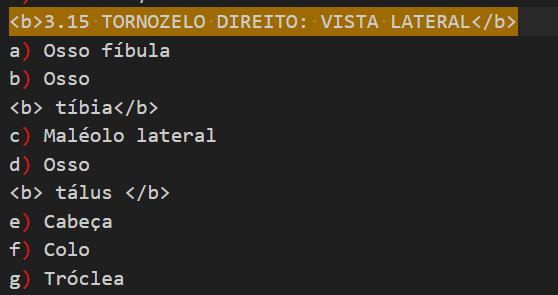 <b>3.15 TORNOZELO DIREITO: VISTA LATERAL</b>
a) Osso fíbula
b) Osso
<b> tíbia</b>
c) Maléolo lateral
d) Osso
<b> tálus </b>
e) Cabeça
f) Colo
g) Tróclea